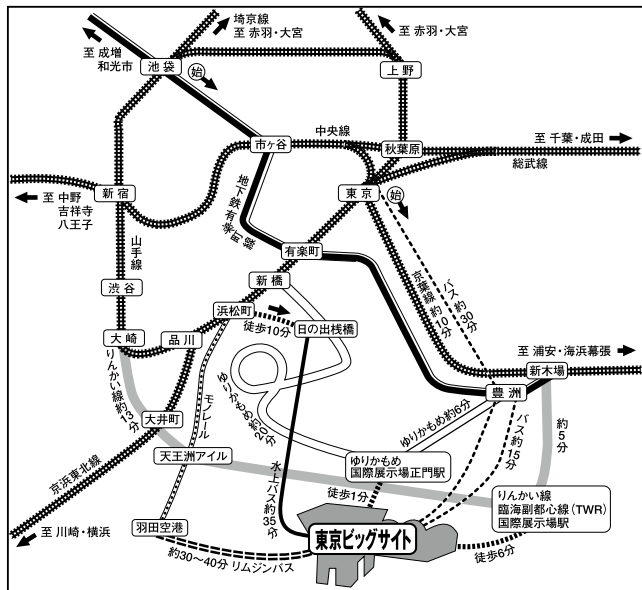 埼京線
至 赤羽・大宮
至 赤羽・大宮
至 成増
和光市
池袋
始
上野
市ヶ谷
中央線
秋葉原
至 千葉・成田
総武線
至 中野
吉祥寺
八王子
新宿
東京
始
地下鉄有楽町線
山手線
有楽町
新橋
京葉線約10分
バス約30分
渋谷
浜松町
徒歩10分
日の出桟橋
大崎
品川
至 浦安・海浜幕張
新木場
豊洲
りんかい線約13分
モノレール
ゆりかもめ約20分
ゆりかもめ約6分
バス約15分
約5分
大井町
京浜東北線
天王洲アイル
ゆりかもめ
国際展示場正門駅
水上バス約35分
徒歩1分
りんかい線
臨海副都心線(TWR)
国際展示場駅
至 川崎・横浜
羽田空港
東京ビッグサイト
約30〜40分 リムジンバス
徒歩6分